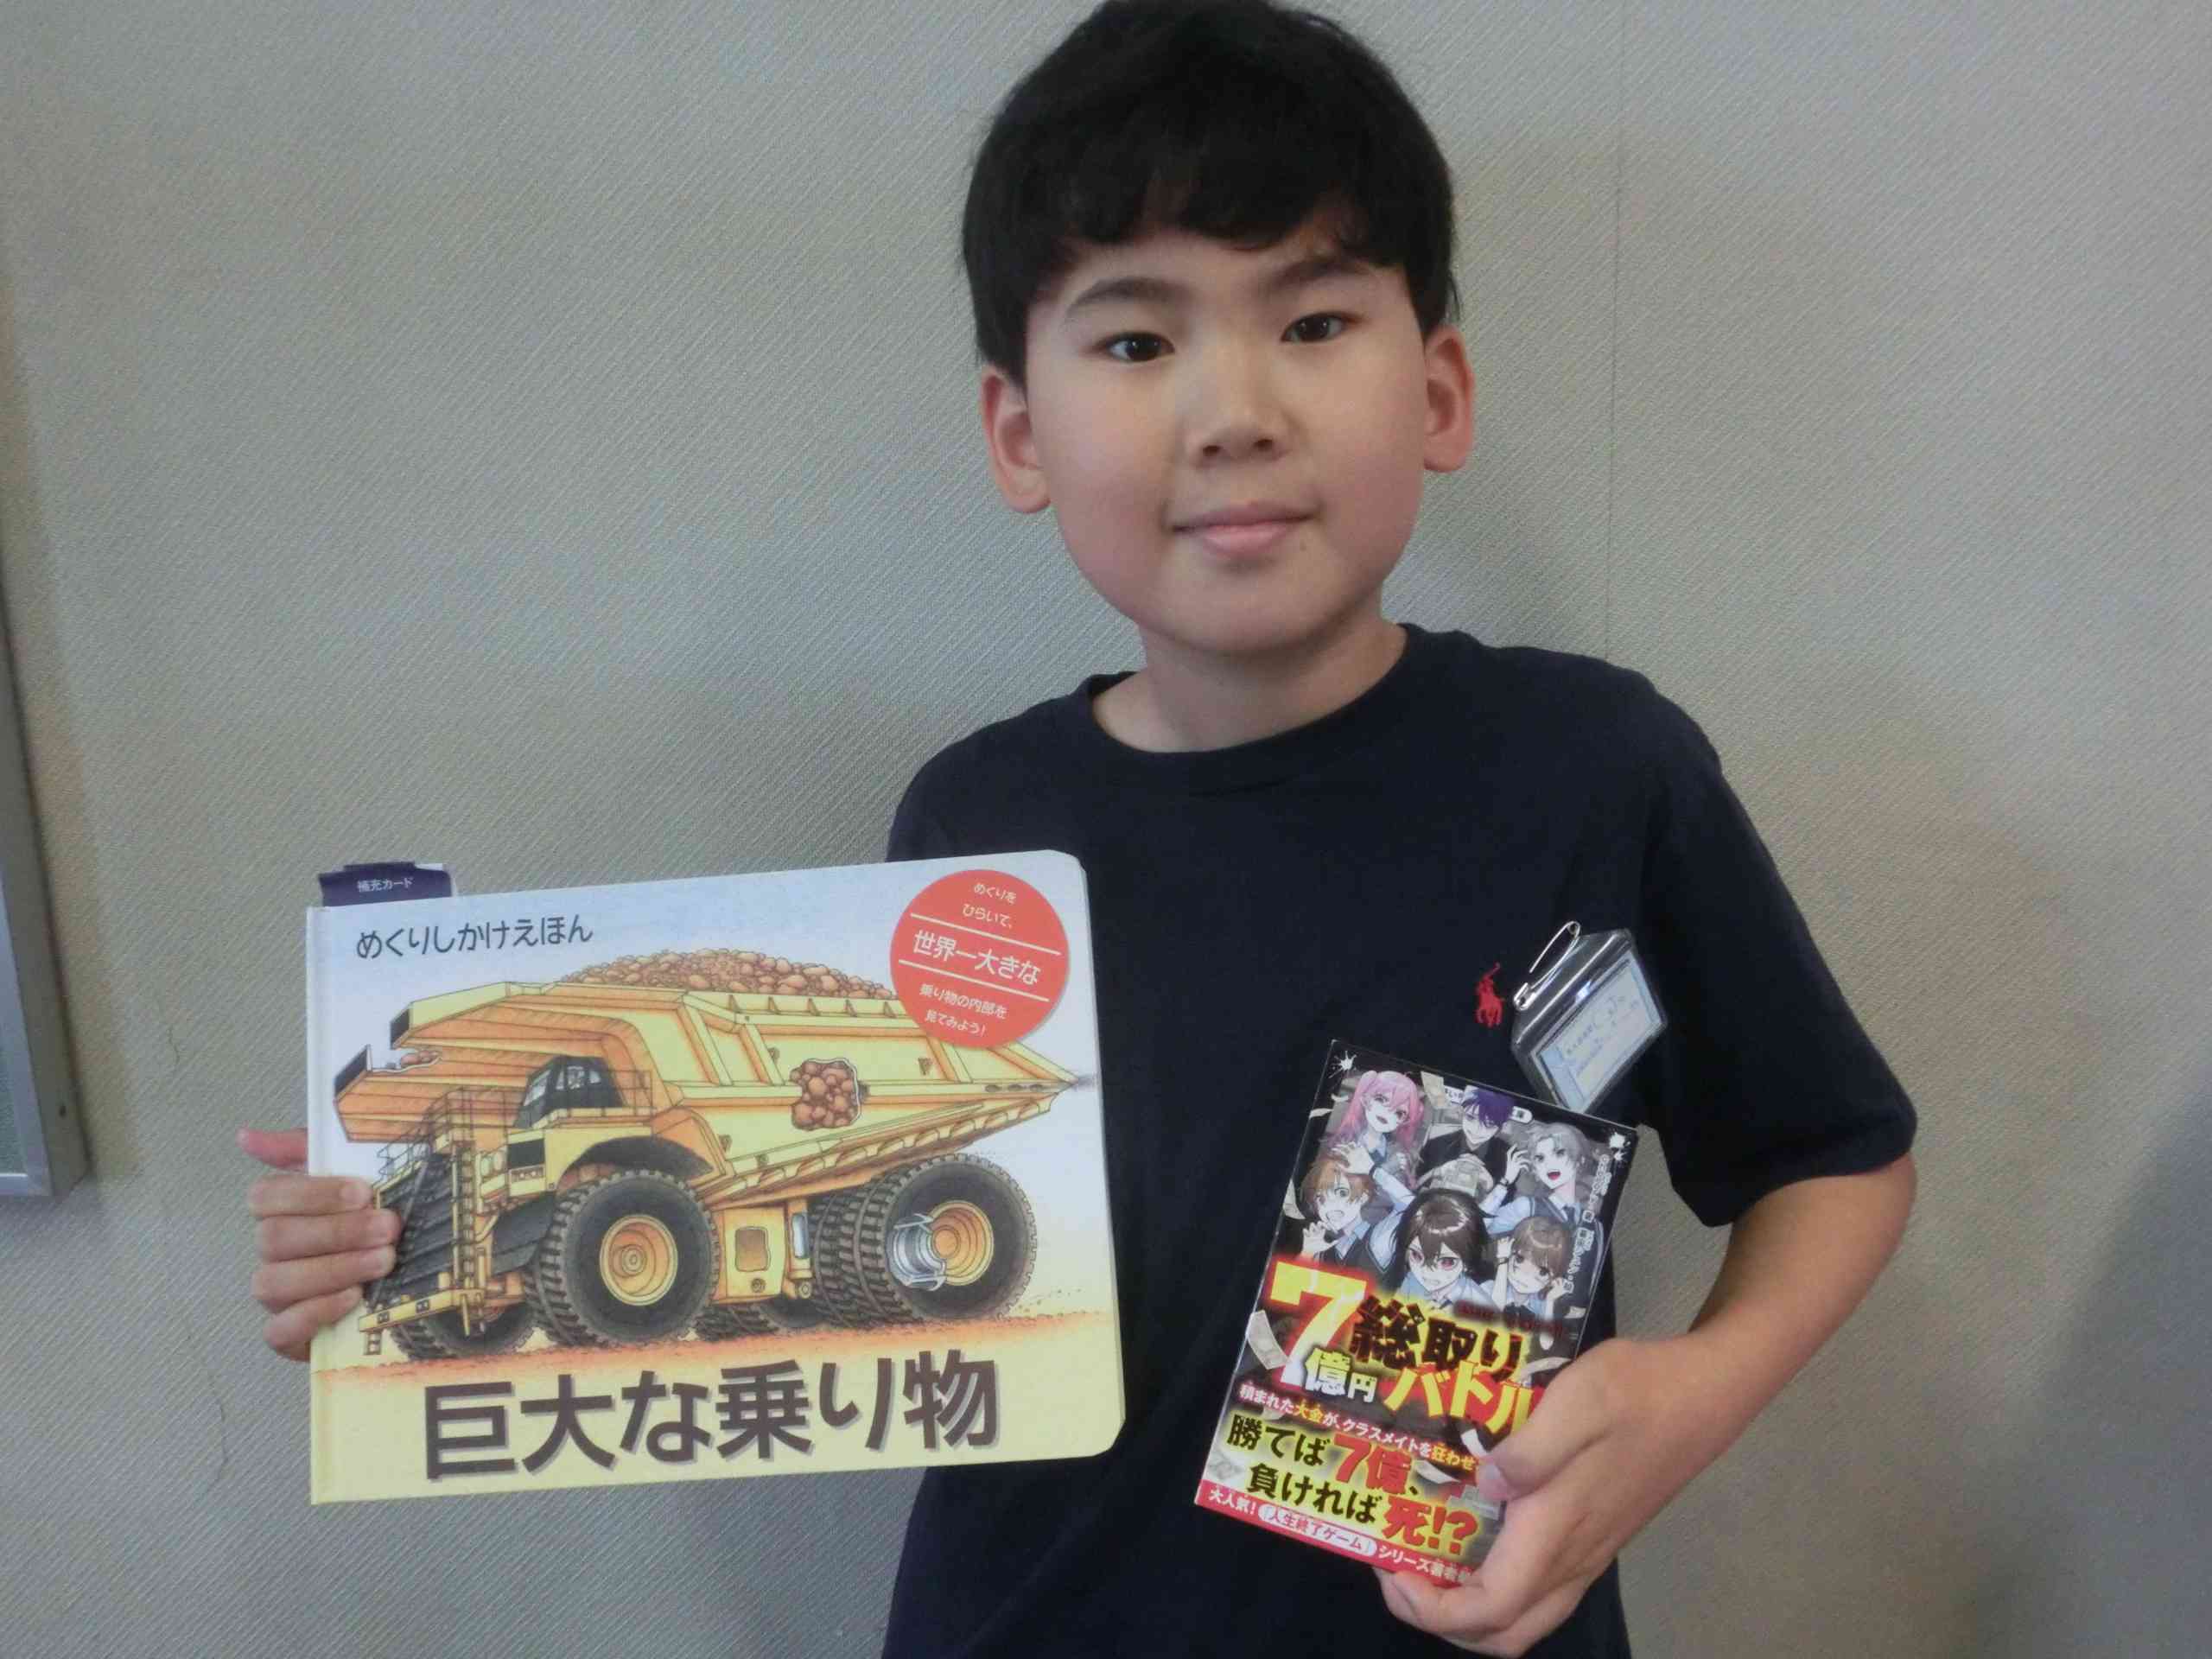 補充カード
めくりしかけえほん
めくりを
ひらいて、
世界一大きな
乗り物の内部を
見てみよう!
巨大な乗り物
7億円
総取り
バトル
積まれた大金が、クラスメイトを狂わせ
勝てば7億、
負ければ死!?
大人気!「人生終了ゲーム」シリーズ著者